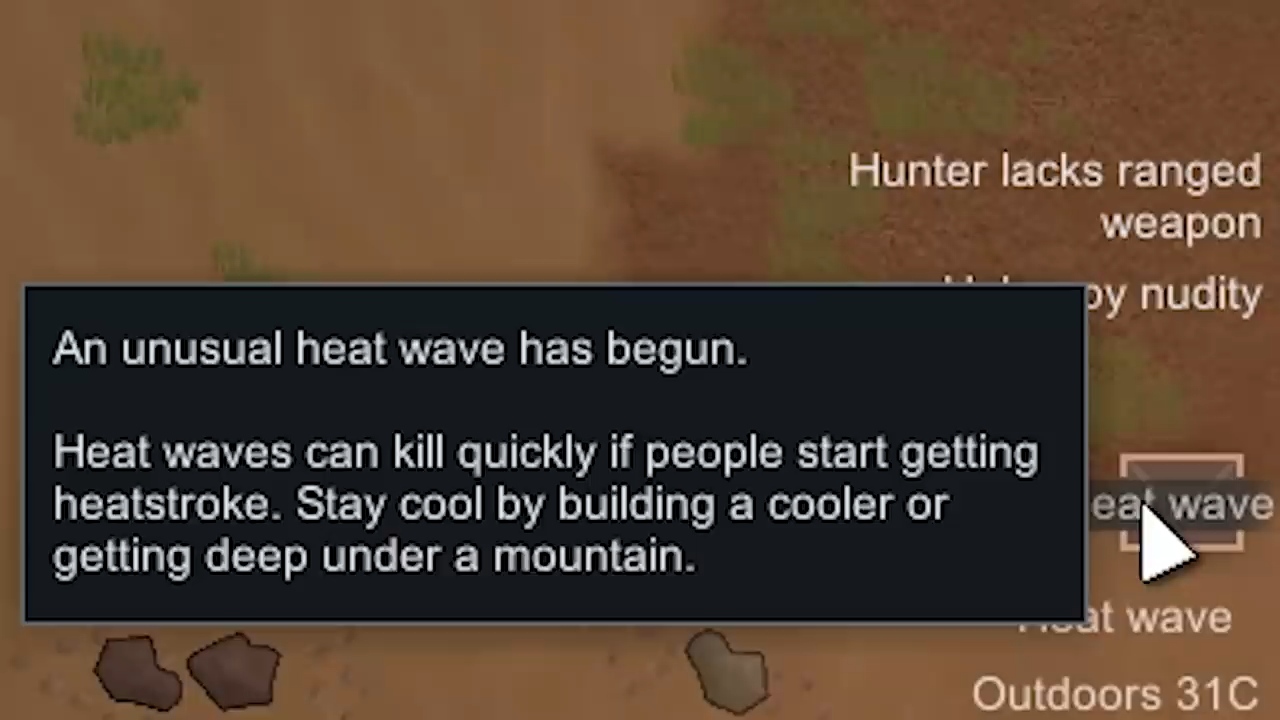 Hunter lacks ranged
weapon
by nudity
An unusual heat wave has begun.
Heat waves can kill quickly if people start getting
heatstroke. Stay cool by building a cooler or
getting deep under a mountain.
eat wave
Heat wave
Outdoors 31C